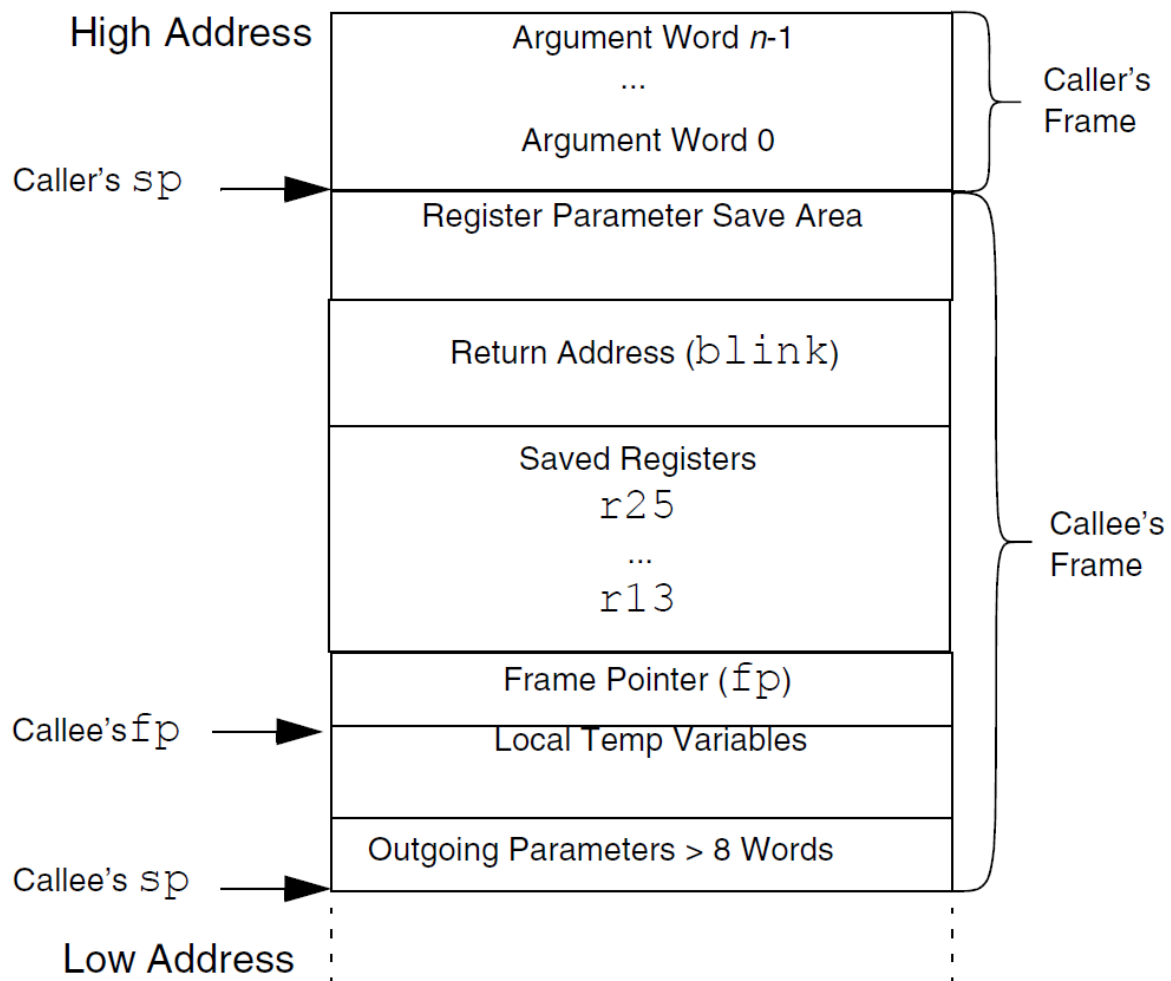 High Address
Argument Word n-1
...
Argument Word 0
Caller's
Frame
Caller's sp
Register Parameter Save Area
Return Address (blink)
Saved Registers
r25
...
r13
Callee's
Frame
Frame Pointer (fp)
Callee's fp
Local Temp Variables
Outgoing Parameters > 8 Words
Callee's sp
Low Address